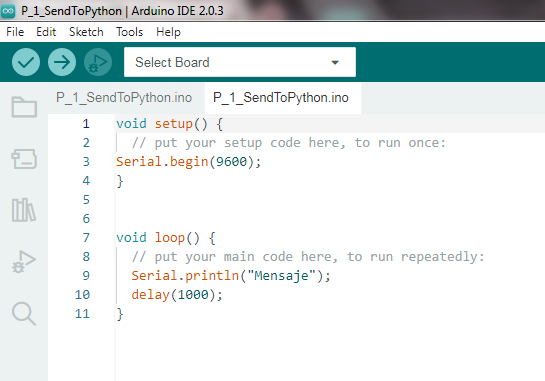 P_1_SendToPython | Arduino IDE 2.0.3
File Edit Sketch Tools Help
Select Board
P_1_SendToPython.ino P_1_SendToPython.ino
1 void setup() {
2 // put your setup code here, to run once:
3 Serial.begin(9600);
4 }
5
6
7 void loop() {
8 // put your main code here, to run repeatedly:
9 Serial.println("Mensaje");
10 delay(1000);
11 }